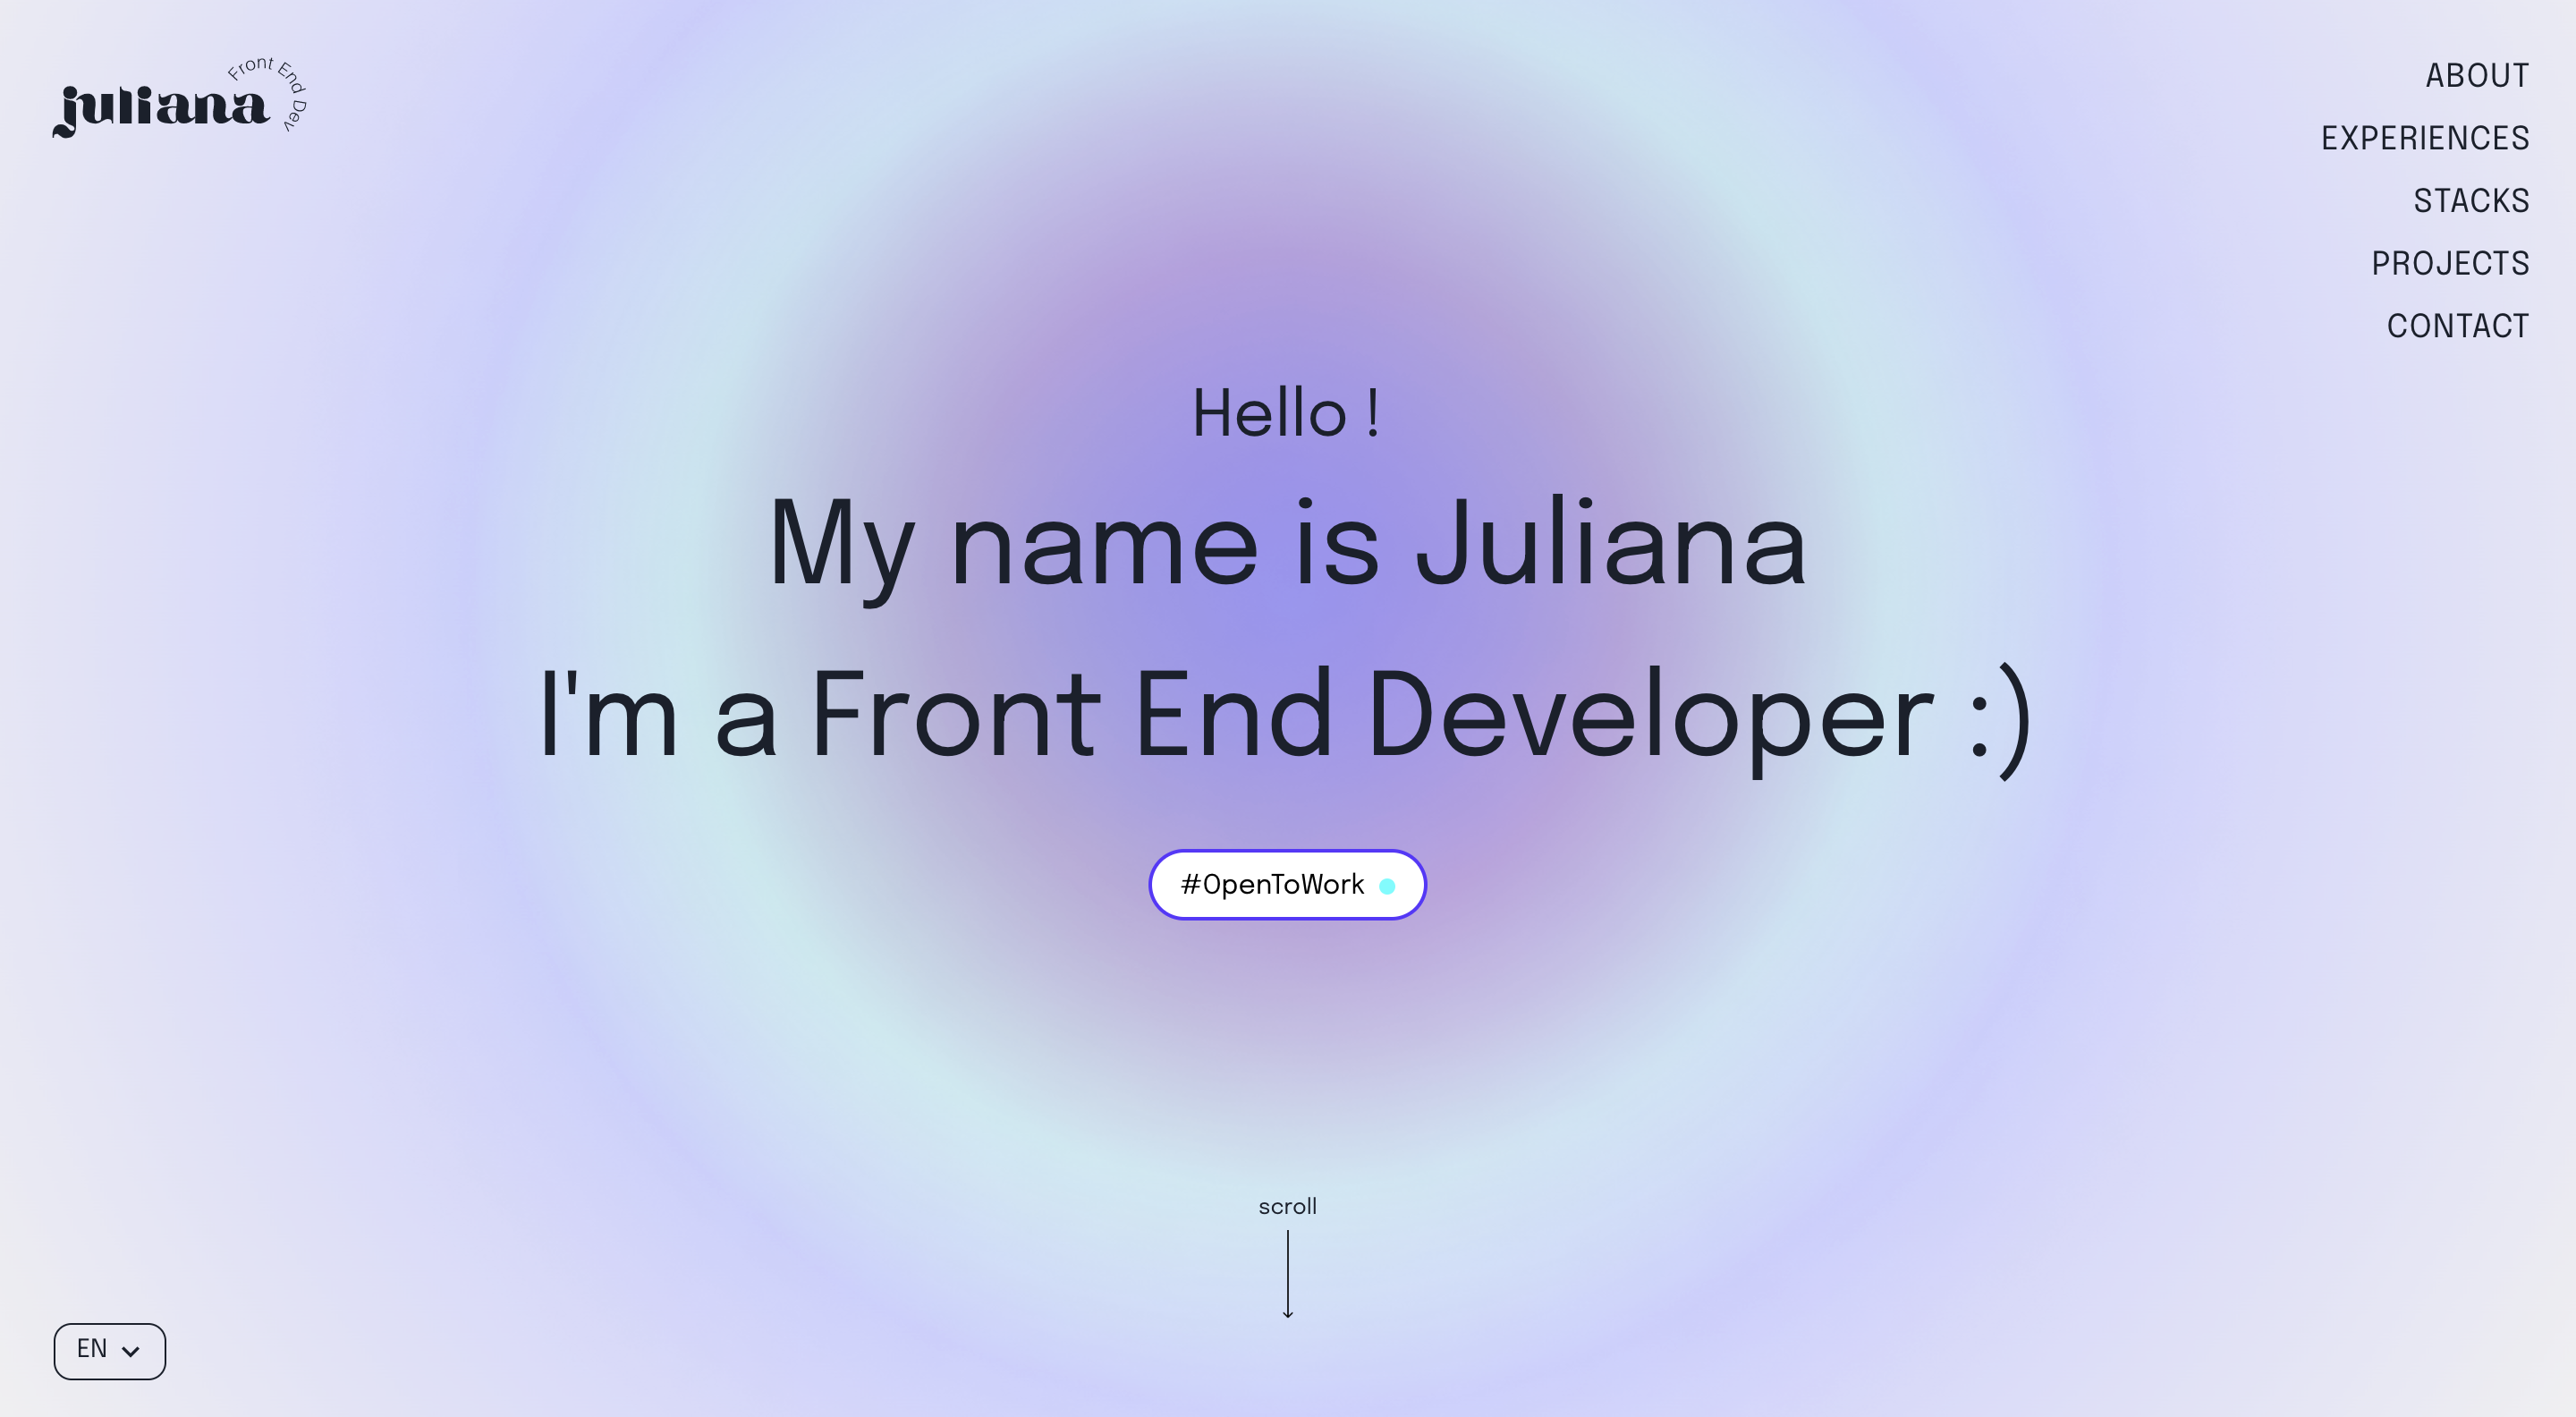 juliana
Front End Dev
ABOUT
EXPERIENCES
STACKS
PROJECTS
CONTACT
Hello !
My name is Juliana
I'm a Front End Developer :)
#OpenToWork
scroll
EN